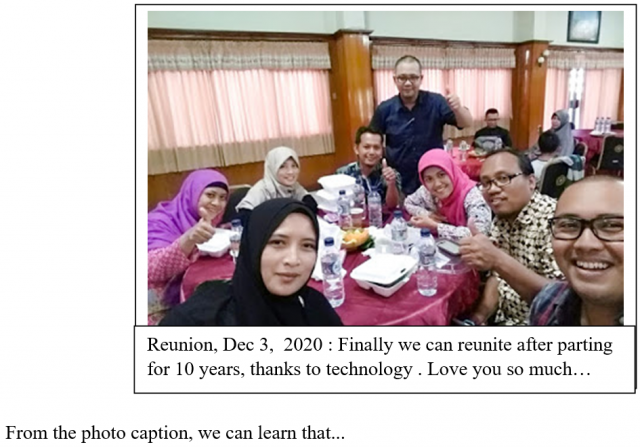 Reunion, Dec 3,  2020 : Finally we can reunite after parting
for 10 years, thanks to technology . Love you so much…
From the photo caption, we can learn that...